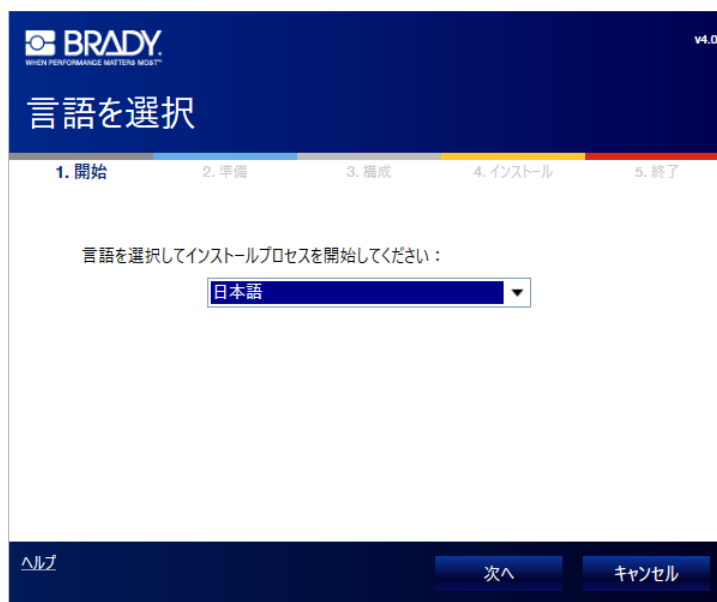 BRADY.
WHEN PERFORMANCE MATTERS MOST™
v4.0
言語を選択
1. 開始
2. 準備
3. 構成
4. インストール
5. 終了
言語を選択してインストールプロセスを開始してください：
日本語
ヘルプ
次へ
キャンセル